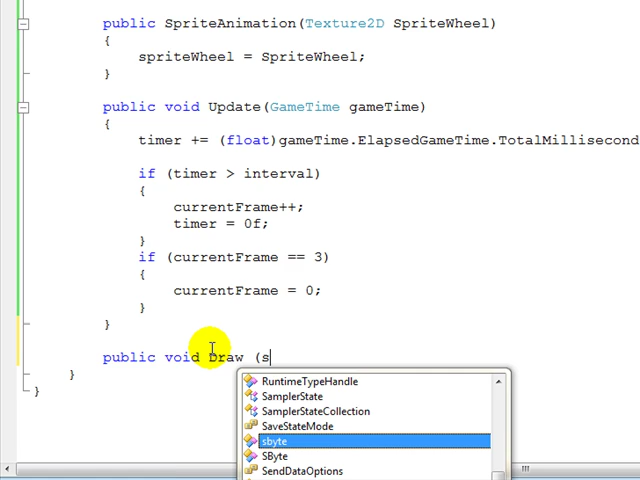 public SpriteAnimation(Texture2D SpriteWheel)
{
spriteWheel = SpriteWheel;
}
public void Update(GameTime gameTime)
{
timer += (float)gameTime.ElapsedGameTime.TotalMillisecond
if (timer > interval)
{
currentFrame++;
timer = 0f;
}
if (currentFrame == 3)
{
currentFrame = 0;
}
}
public void Draw (s
}
}
RuntimeTypeHandle
SamplerState
SamplerStateCollection
SaveStateMode
sbyte
SByte
SendDataOptions